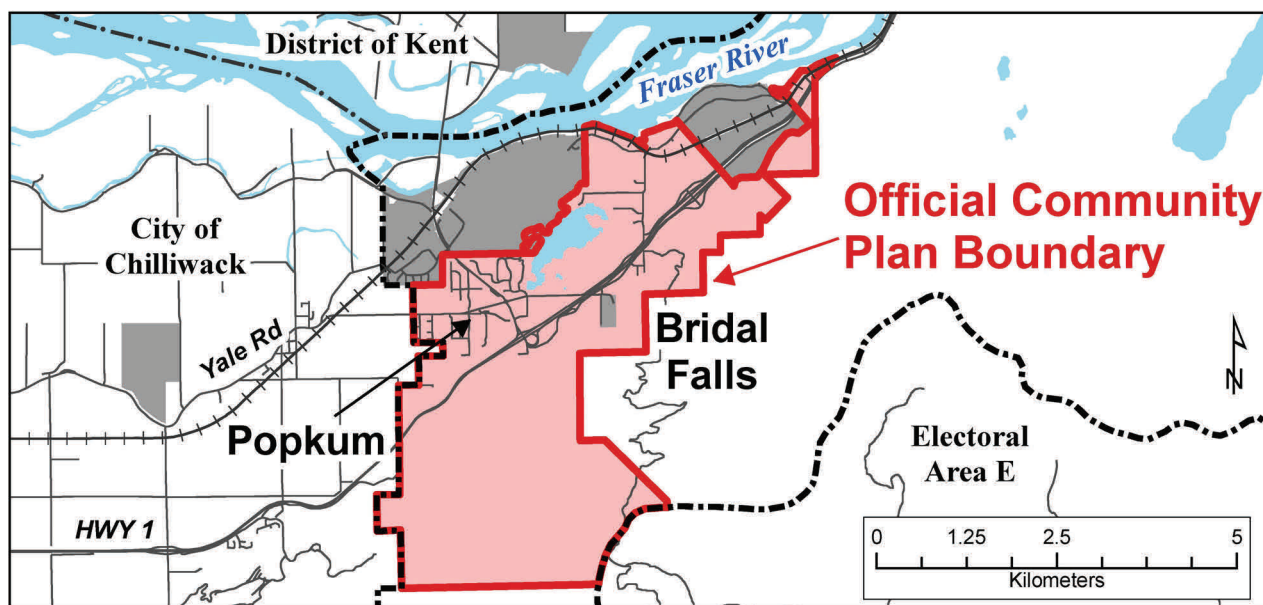 District of Kent
Fraser River
Official Community
Plan Boundary
City of
Chilliwack
Yale Rd
Bridal
Falls
Popkum
N
Electoral
Area E
HWY 1
0 1.25 2.5 5
Kilometers